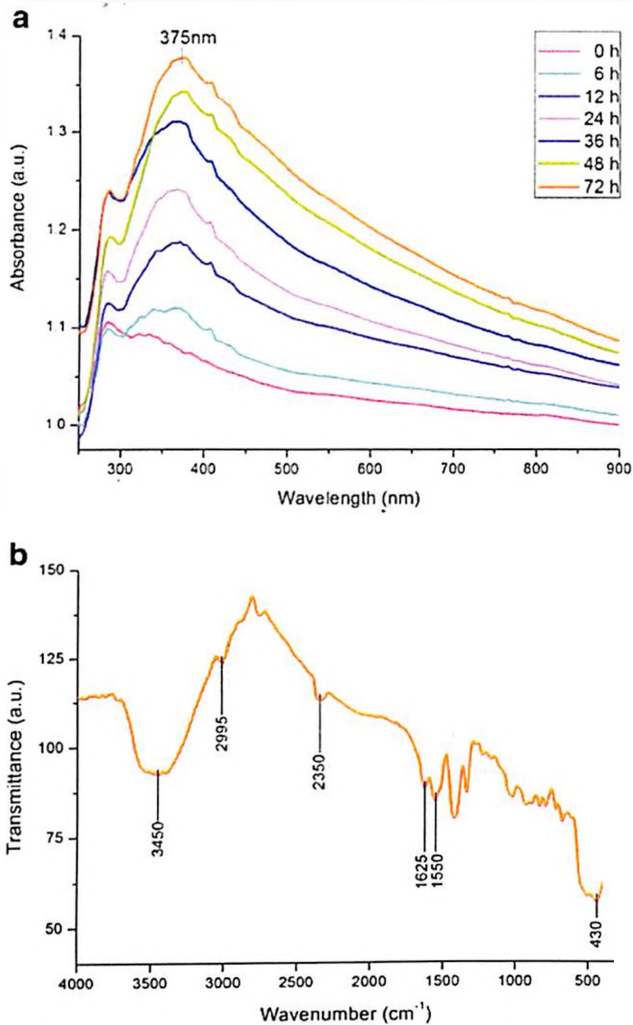 a
375nm
1.4
1.3
1.2
1.1
1.0
Absorbance (a.u.)
0 h
6 h
12 h
24 h
36 h
48 h
72 h
300 400 500 600 700 800 900
Wavelength (nm)
b
150
125
100
75
50
Transmittance (a.u.)
3450
2995
2350
1625
1550
430
4000 3500 3000 2500 2000 1500 1000 500
Wavenumber (cm⁻¹)